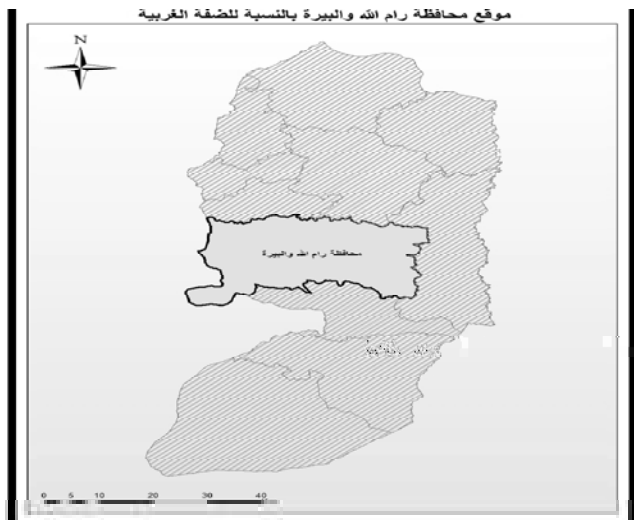 موقع محافظة رام الله والبيرة بالنسبة للضفة الغربية
N
محافظة رام الله والبيرة
0 5 10 20 30 40